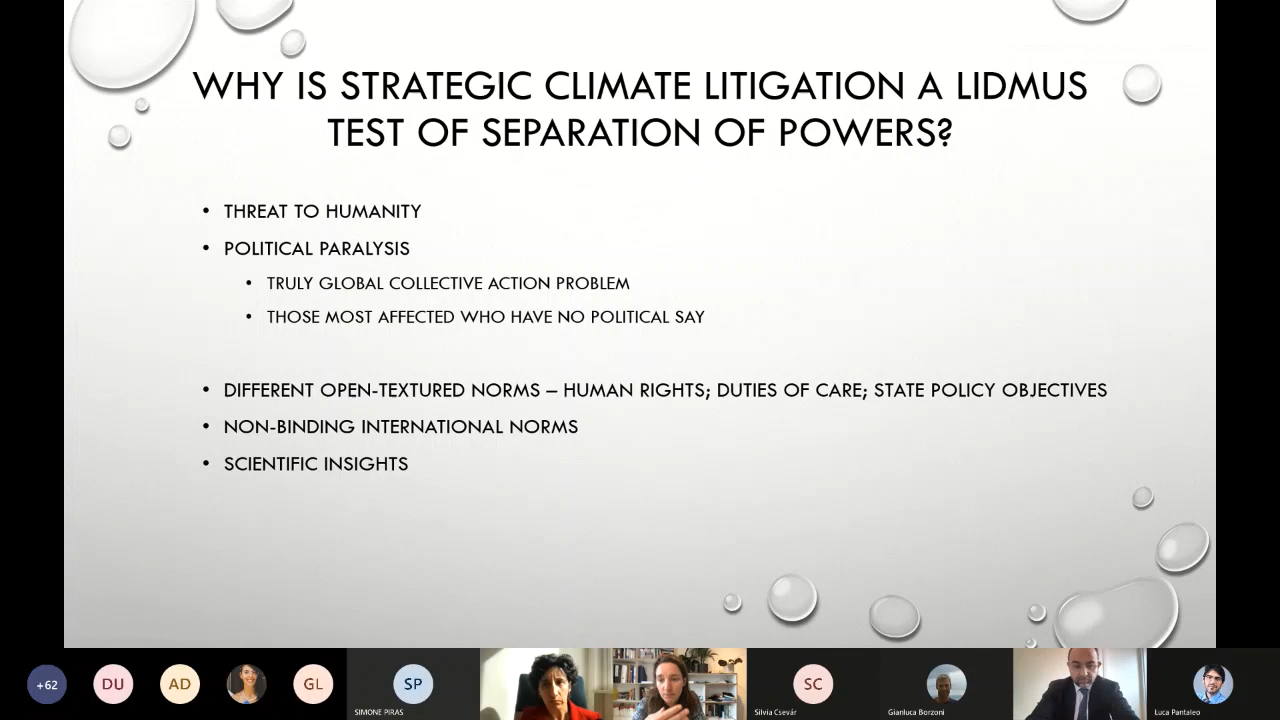 WHY IS STRATEGIC CLIMATE LITIGATION A LIDMUS
TEST OF SEPARATION OF POWERS?
• THREAT TO HUMANITY
• POLITICAL PARALYSIS
• TRULY GLOBAL COLLECTIVE ACTION PROBLEM
• THOSE MOST AFFECTED WHO HAVE NO POLITICAL SAY
• DIFFERENT OPEN-TEXTURED NORMS – HUMAN RIGHTS; DUTIES OF CARE; STATE POLICY OBJECTIVES
• NON-BINDING INTERNATIONAL NORMS
• SCIENTIFIC INSIGHTS
+62
DU
AD
GL
SP
SC
SIMONE PIRAS
Silvia Csevár
Gianluca Borzoni
Luca Pantaleo